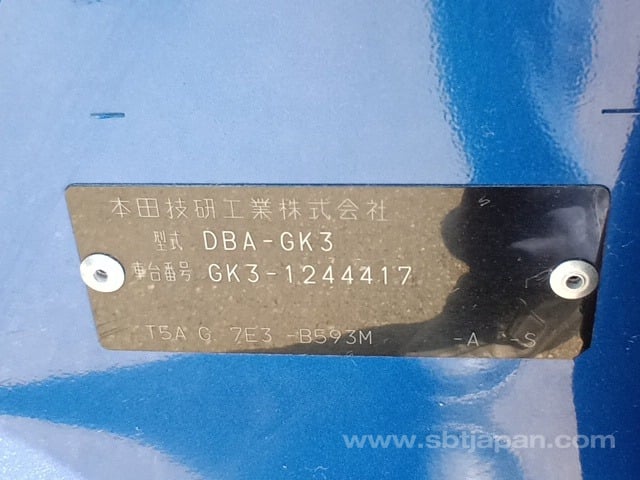 本田技研工業株式会社
型式 DBA-GK3
車台番号 GK3-1244417
T5A G 7E3 -B593M -A --S
www.sbtjapan.com